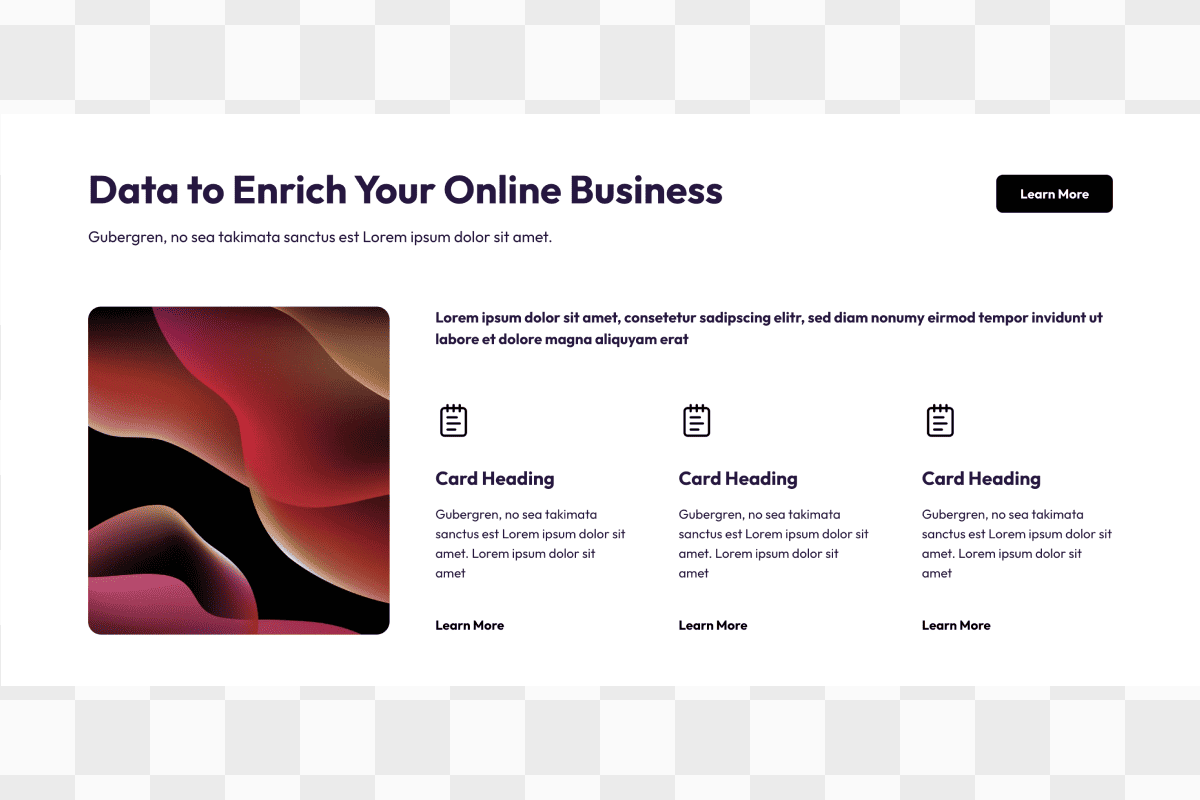 Data to Enrich Your Online Business
Learn More
Gubergren, no sea takimata sanctus est Lorem ipsum dolor sit amet.
Lorem ipsum dolor sit amet, consetetur sadipscing elitr, sed diam nonumy eirmod tempor invidunt ut
labore et dolore magna aliquyam erat
Card Heading
Gubergren, no sea takimata
sanctus est Lorem ipsum dolor sit
amet. Lorem ipsum dolor sit
amet
Learn More
Card Heading
Gubergren, no sea takimata
sanctus est Lorem ipsum dolor sit
amet. Lorem ipsum dolor sit
amet
Learn More
Card Heading
Gubergren, no sea takimata
sanctus est Lorem ipsum dolor sit
amet. Lorem ipsum dolor sit
amet
Learn More